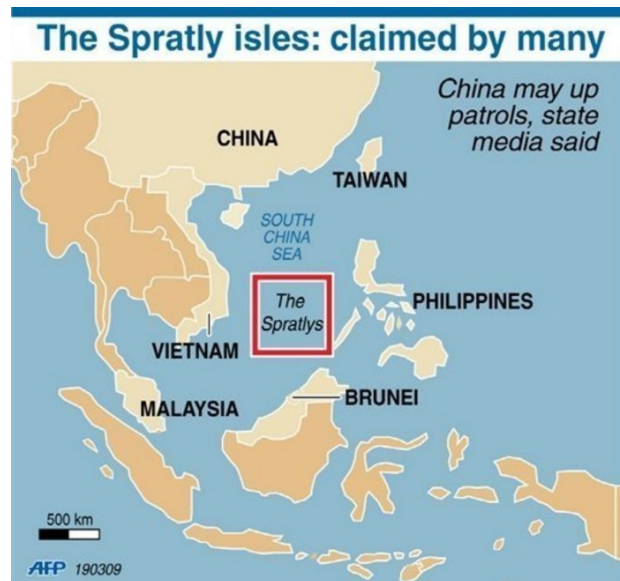 The Spratly isles: claimed by many
China may up
patrols, state
media said
CHINA
TAIWAN
SOUTH
CHINA
SEA
The
Spratlys
PHILIPPINES
VIETNAM
MALAYSIA
BRUNEI
500 km
AFP 190309